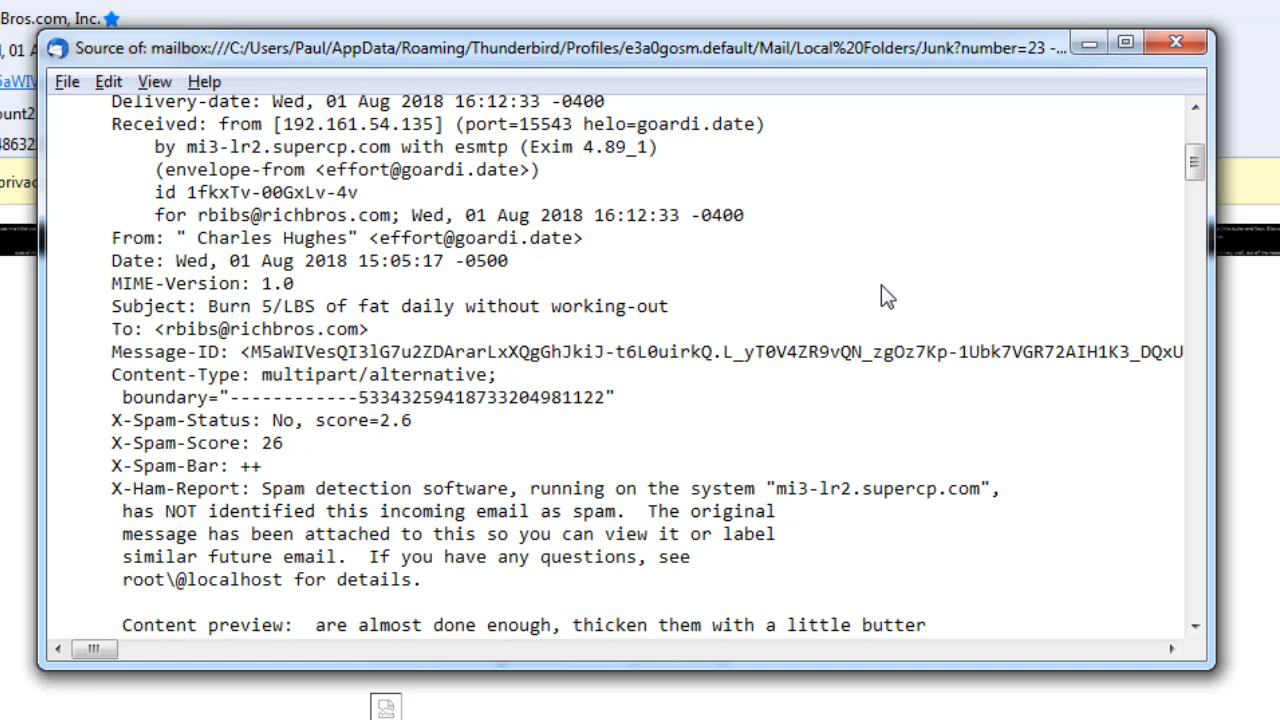 Bros.com, Inc.
, 01 A
Source of: mailbox:///C:/Users/Paul/AppData/Roaming/Thunderbird/Profiles/e3a0gosm.default/Mail/Local%20Folders/Junk?number=23 -...
5aWIV
File Edit View Help
Delivery-date: Wed, 01 Aug 2018 16:12:33 -0400
ount2
Received: from [192.161.54.135] (port=15543 helo=goardi.date)
48632
by mi3-lr2.supercp.com with esmtp (Exim 4.89_1)
(envelope-from <effort@goardi.date>)
privac
id 1fkxTv-00GxLv-4v
for rbibs@richbros.com; Wed, 01 Aug 2018 16:12:33 -0400
From: " Charles Hughes" <effort@goardi.date>
Date: Wed, 01 Aug 2018 15:05:17 -0500
MIME-Version: 1.0
Subject: Burn 5/LBS of fat daily without working-out
To: <rbibs@richbros.com>
Message-ID: <M5aWIVesQI3lG7u2ZDArarLxXQgGhJkiJ-t6L0uirkQ.L_yT0V4ZR9vQN_zgOz7Kp-1Ubk7VGR72AIH1K3_DQxU
Content-Type: multipart/alternative;
boundary="------------53343259418733204981122"
X-Spam-Status: No, score=2.6
X-Spam-Score: 26
X-Spam-Bar: ++
X-Ham-Report: Spam detection software, running on the system "mi3-lr2.supercp.com",
has NOT identified this incoming email as spam.  The original
message has been attached to this so you can view it or label
similar future email.  If you have any questions, see
root\@localhost for details.
Content preview:  are almost done enough, thicken them with a little butter